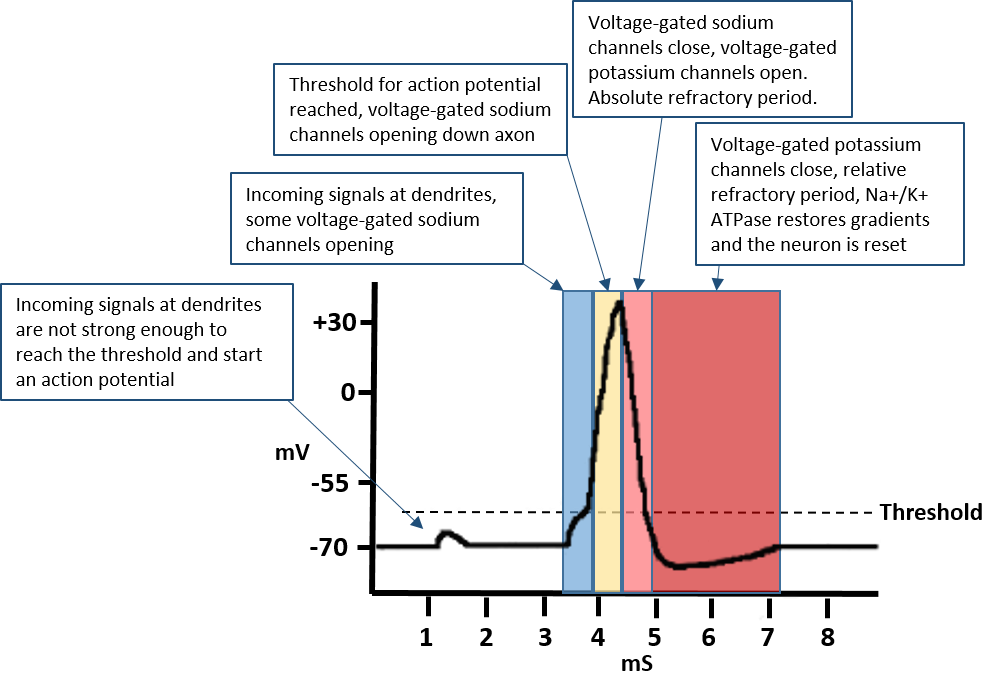 Voltage-gated sodium
channels close, voltage-gated
potassium channels open.
Absolute refractory period.
Threshold for action potential
reached, voltage-gated sodium
channels opening down axon
Voltage-gated potassium
channels close, relative
refractory period, Na+/K+
ATPase restores gradients
and the neuron is reset
Incoming signals at dendrites,
some voltage-gated sodium
channels opening
Incoming signals at dendrites
are not strong enough to
reach the threshold and start
an action potential
+30
0
mV
-55
Threshold
-70
1 2 3 4 5 6 7 8
mS